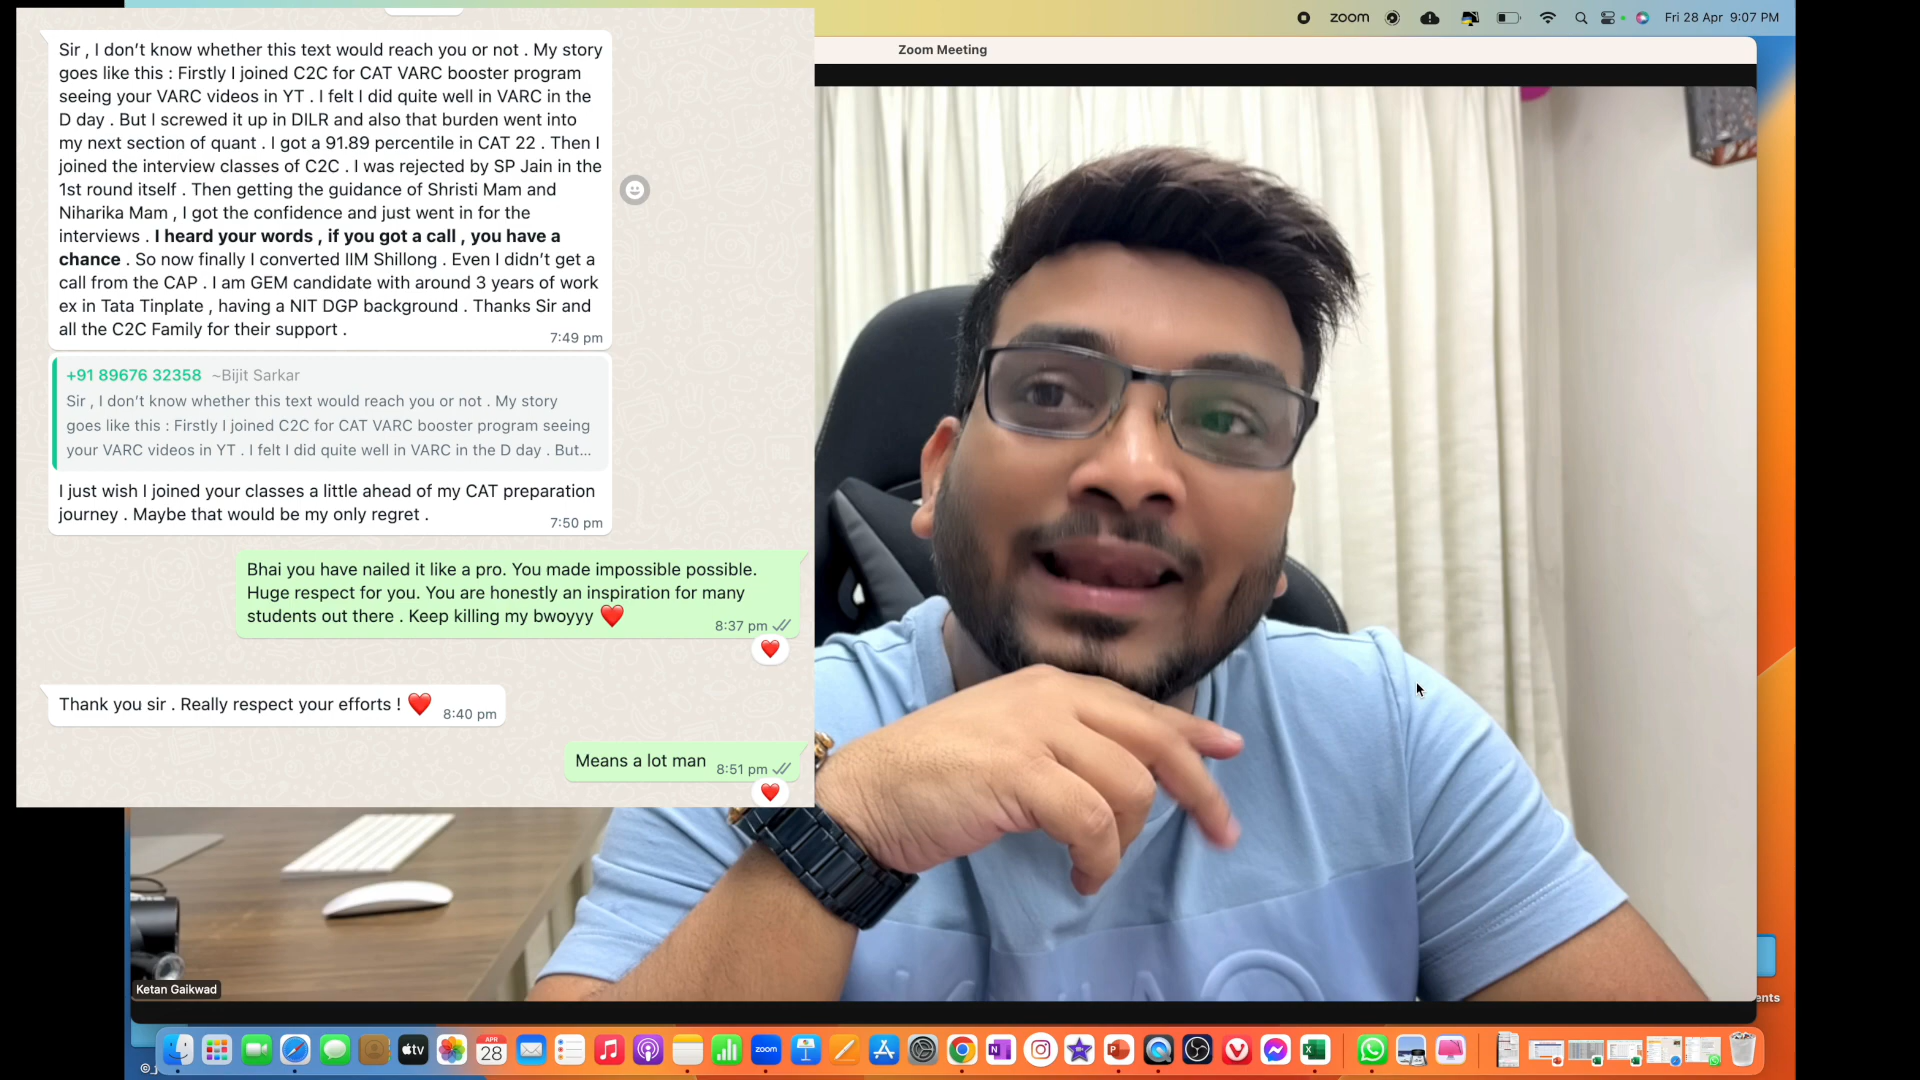 zoom
Fri 28 Apr 9:07 PM
Zoom Meeting
Sir , I don't know whether this text would reach you or not . My story
goes like this : Firstly I joined C2C for CAT VARC booster program
seeing your VARC videos in YT . I felt I did quite well in VARC in the
D day . But I screwed it up in DILR and also that burden went into
my next section of quant . I got a 91.89 percentile in CAT 22 . Then I
joined the interview classes of C2C . I was rejected by SP Jain in the
1st round itself . Then getting the guidance of Shristi Mam and
Niharika Mam , I got the confidence and just went in for the
interviews . I heard your words , if you got a call , you have a
chance . So now finally I converted IIM Shillong . Even I didn't get a
call from the CAP . I am GEM candidate with around 3 years of work
ex in Tata Tinplate , having a NIT DGP background . Thanks Sir and
all the C2C Family for their support .
7:49 pm
+91 89676 32358 ~Bijit Sarkar
Sir , I don't know whether this text would reach you or not . My story
goes like this : Firstly I joined C2C for CAT VARC booster program seeing
your VARC videos in YT . I felt I did quite well in VARC in the D day . But...
I just wish I joined your classes a little ahead of my CAT preparation
journey . Maybe that would be my only regret .
7:50 pm
Bhai you have nailed it like a pro. You made impossible possible.
Huge respect for you. You are honestly an inspiration for many
students out there . Keep killing my bwoyyy ❤️
8:37 pm
Thank you sir . Really respect your efforts ! ❤️
8:40 pm
Means a lot man
8:51 pm
Ketan Gaikwad
ents
tv
APR
28
zoom